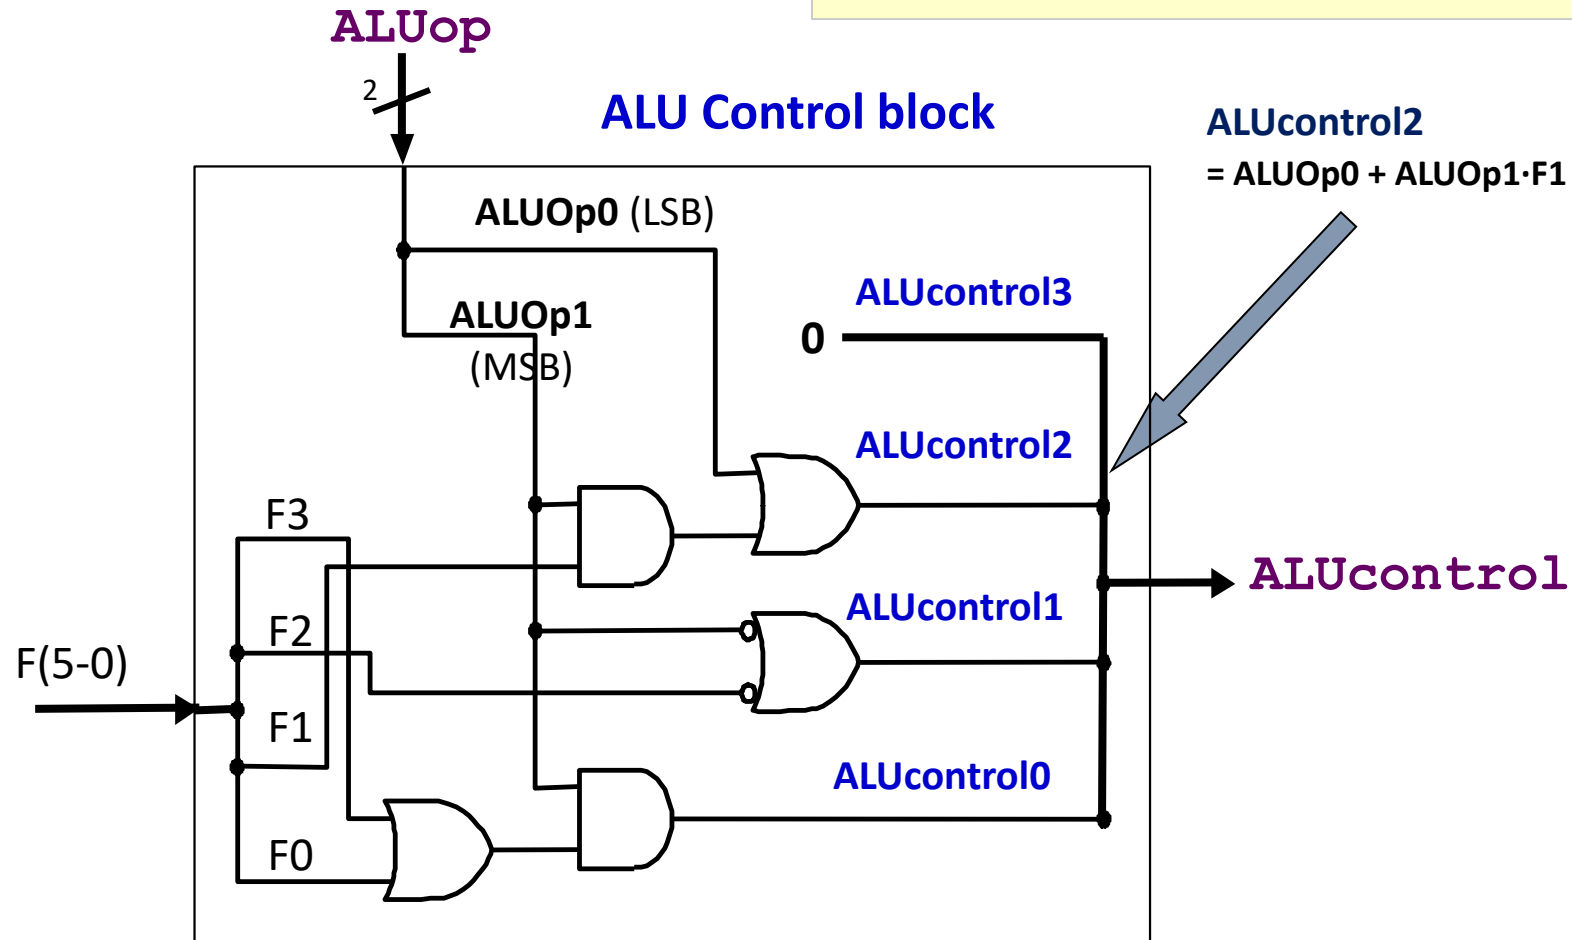 ALUop
2
ALU Control block
ALUcontrol2
= ALUOp0 + ALUOp1·F1
ALUOp0 (LSB)
ALUcontrol3
ALUOp1
(MSB)
0
ALUcontrol2
F3
ALUcontrol
ALUcontrol1
F2
F(5-0)
F1
ALUcontrol0
F0